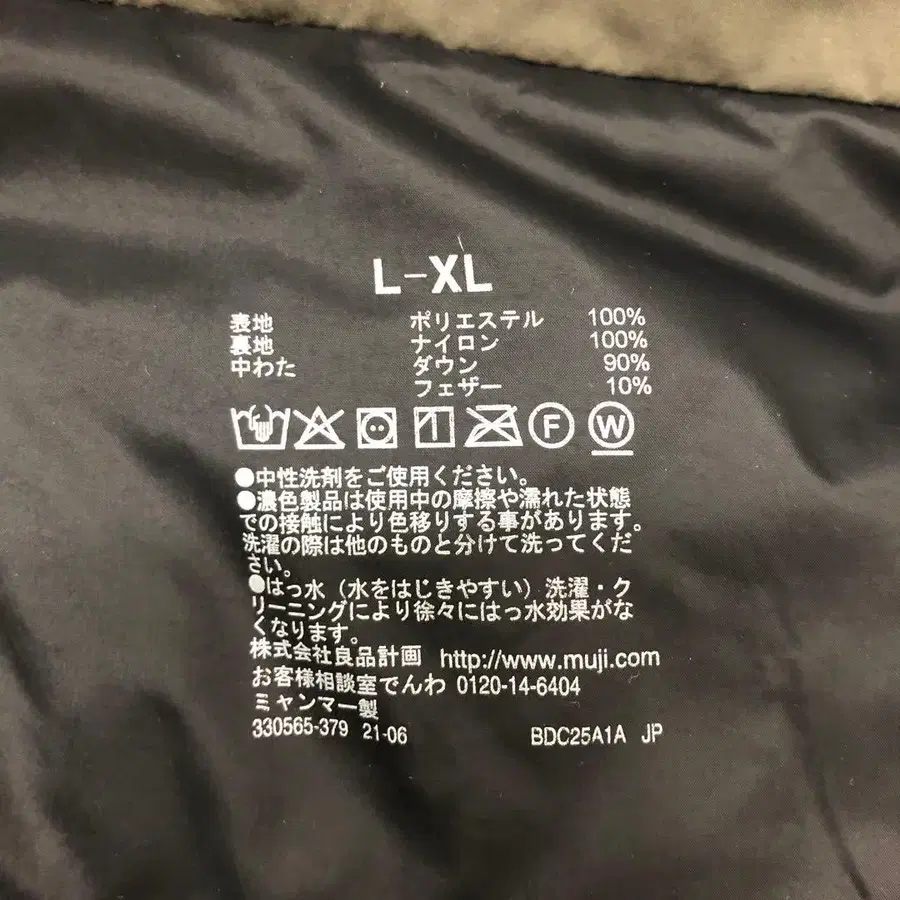 L-XL
表地 ポリエステル 100%
裏地 ナイロン 100%
中わた ダウン 90%
フェザー 10%
F W
●中性洗剤をご使用ください。
●濃色製品は使用中の摩擦や濡れた状態
での接触により色移りする事があります。
洗濯の際は他のものと分けて洗ってくだ
さい。
●はっ水（水をはじきやすい）洗濯・ク
リーニングにより徐々にはっ水効果がな
くなります。
株式会社良品計画 http://www.muji.com
お客様相談室でんわ 0120-14-6404
ミャンマー製
330565-379 21-06 BDC25A1A JP